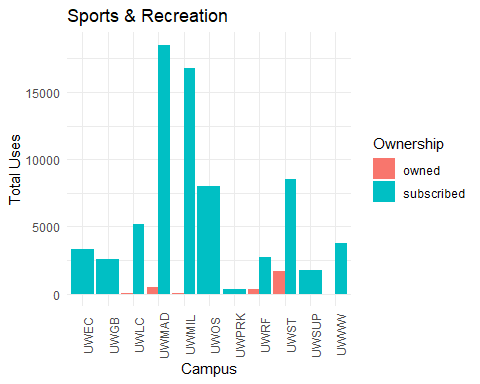 Sports & Recreation
Total Uses
15000
10000
5000
0
UWEC
UWGB
UWLC
UWMAD
UWMIL
UWOS
UWPRK
UWRF
UWST
UWSUP
UWWW
Campus
Ownership
owned
subscribed